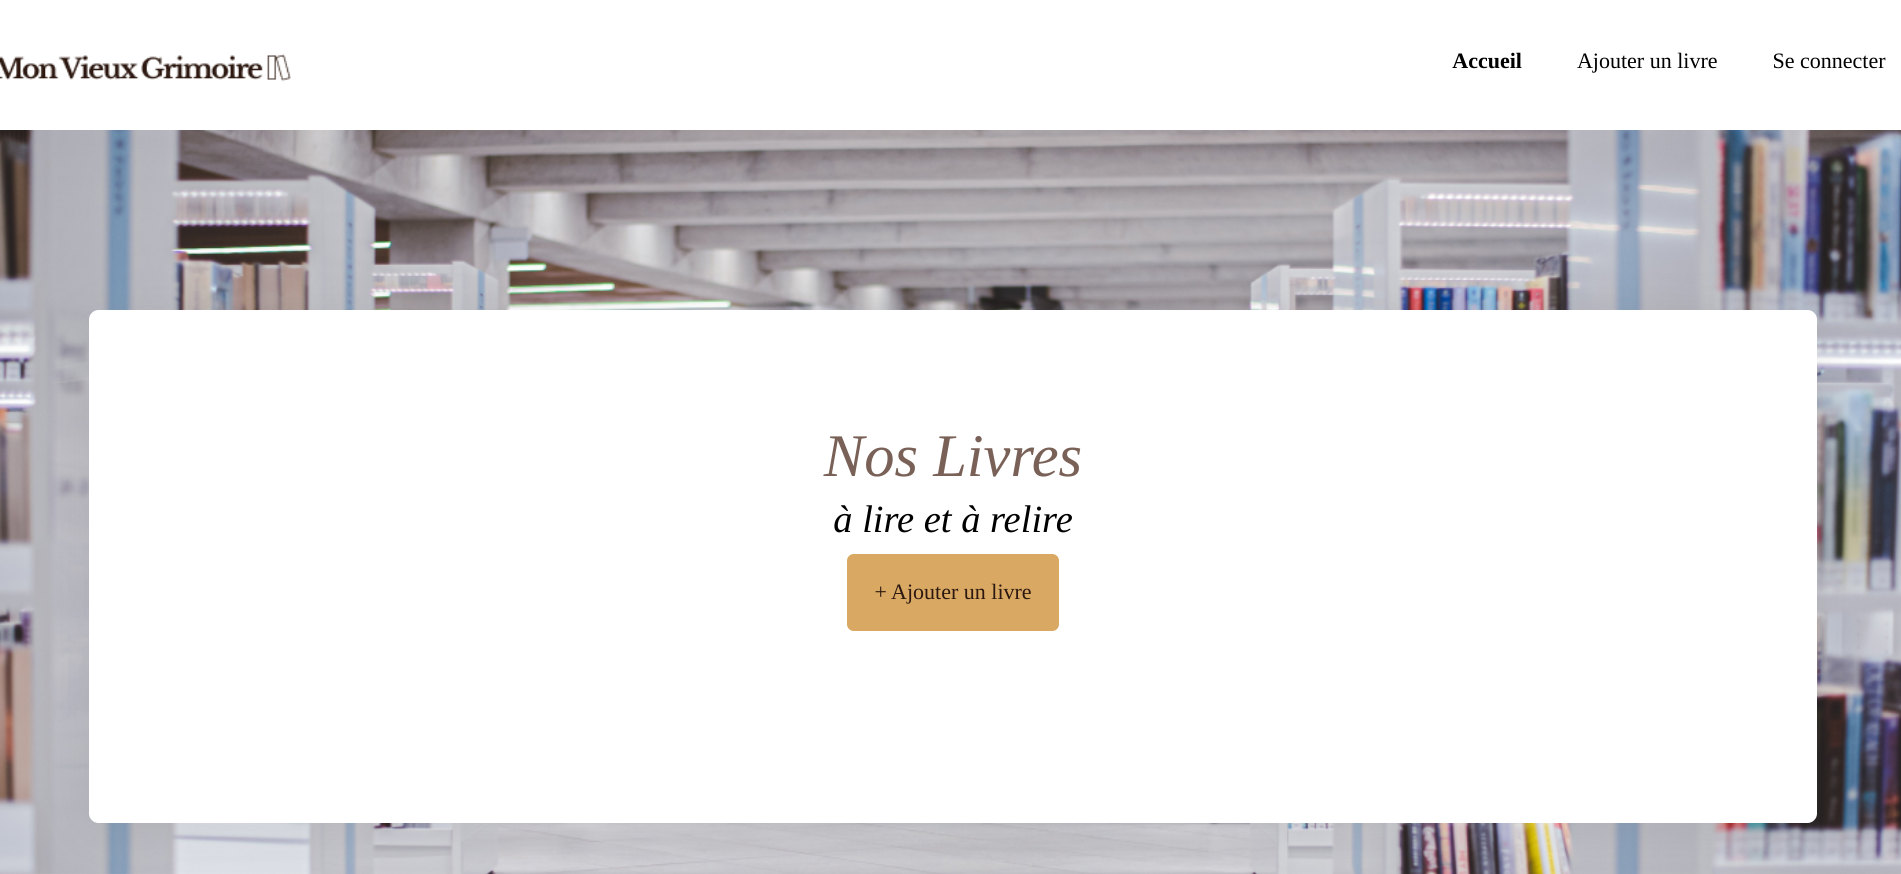 Mon Vieux Grimoire
Accueil
Ajouter un livre
Se connecter
Nos Livres
à lire et à relire
+ Ajouter un livre